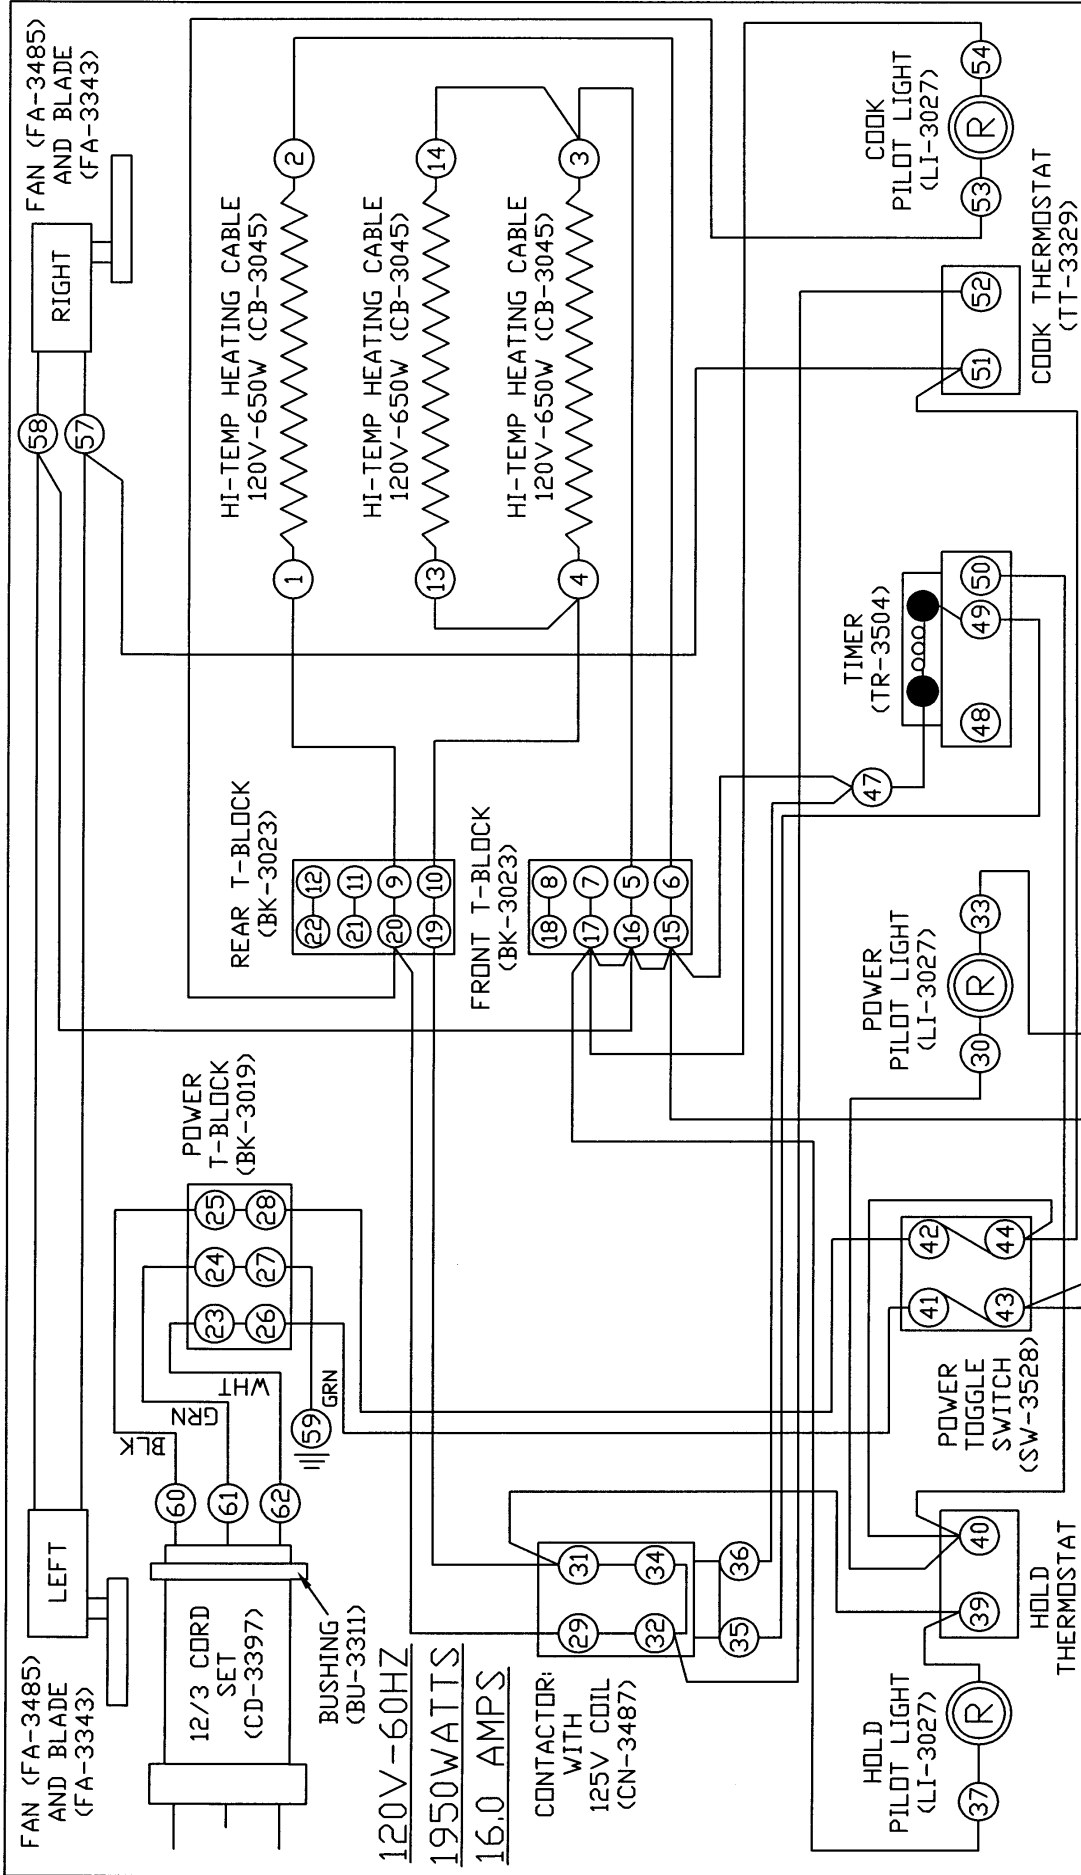 FAN (FA-3485)
AND BLADE
(FA-3343)
LEFT
FAN (FA-3485)
AND BLADE
(FA-3343)
RIGHT
58
57
12/3 CORD
SET
(CD-3397)
BUSHING
(BU-3311)
60
61
62
BLK
GRN
WHT
59
GRN
POWER
T-BLOCK
(BK-3019)
23
24
25
26
27
28
120V-60HZ
1950WATTS
16.0 AMPS
REAR T-BLOCK
(BK-3023)
22
12
21
11
20
9
19
10
FRONT T-BLOCK
(BK-3023)
18
8
17
7
16
5
15
6
1
HI-TEMP HEATING CABLE
120V-650W (CB-3045)
2
13
HI-TEMP HEATING CABLE
120V-650W (CB-3045)
14
4
HI-TEMP HEATING CABLE
120V-650W (CB-3045)
3
CONTACTOR:
WITH
125V COIL
(CN-3487)
29
31
32
34
35
36
HOLD
PILOT LIGHT
(LI-3027)
37
R
39
40
HOLD
THERMOSTAT
POWER
TOGGLE
SWITCH
(SW-3528)
41
42
43
44
POWER
PILOT LIGHT
(LI-3027)
30
R
33
47
TIMER
(TR-3504)
48
49
50
51
52
COOK THERMOSTAT
(TT-3329)
COOK
PILOT LIGHT
(LI-3027)
53
R
54